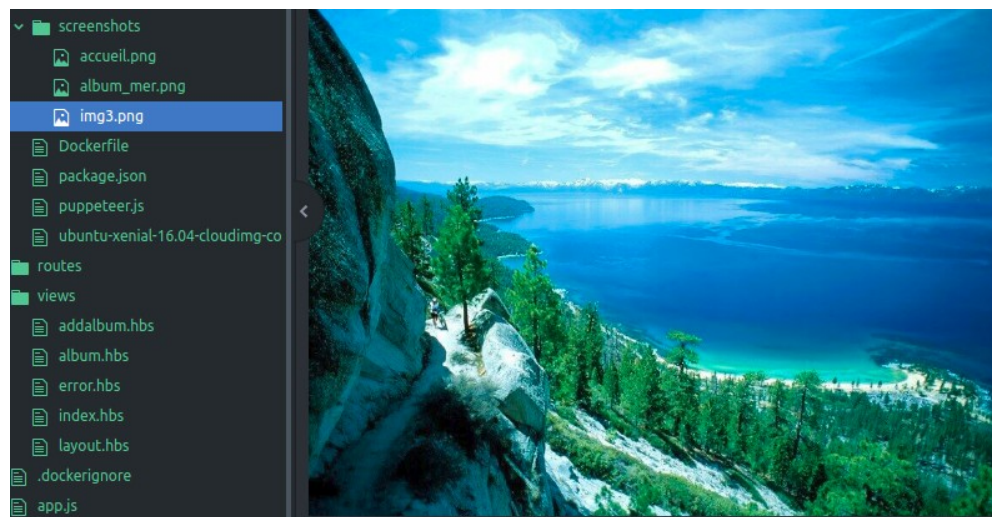 screenshots
accueil.png
album_mer.png
img3.png
Dockerfile
package.json
puppeteer.js
ubuntu-xenial-16.04-cloudimg-co
routes
views
addalbum.hbs
album.hbs
error.hbs
index.hbs
layout.hbs
.dockerignore
app.js